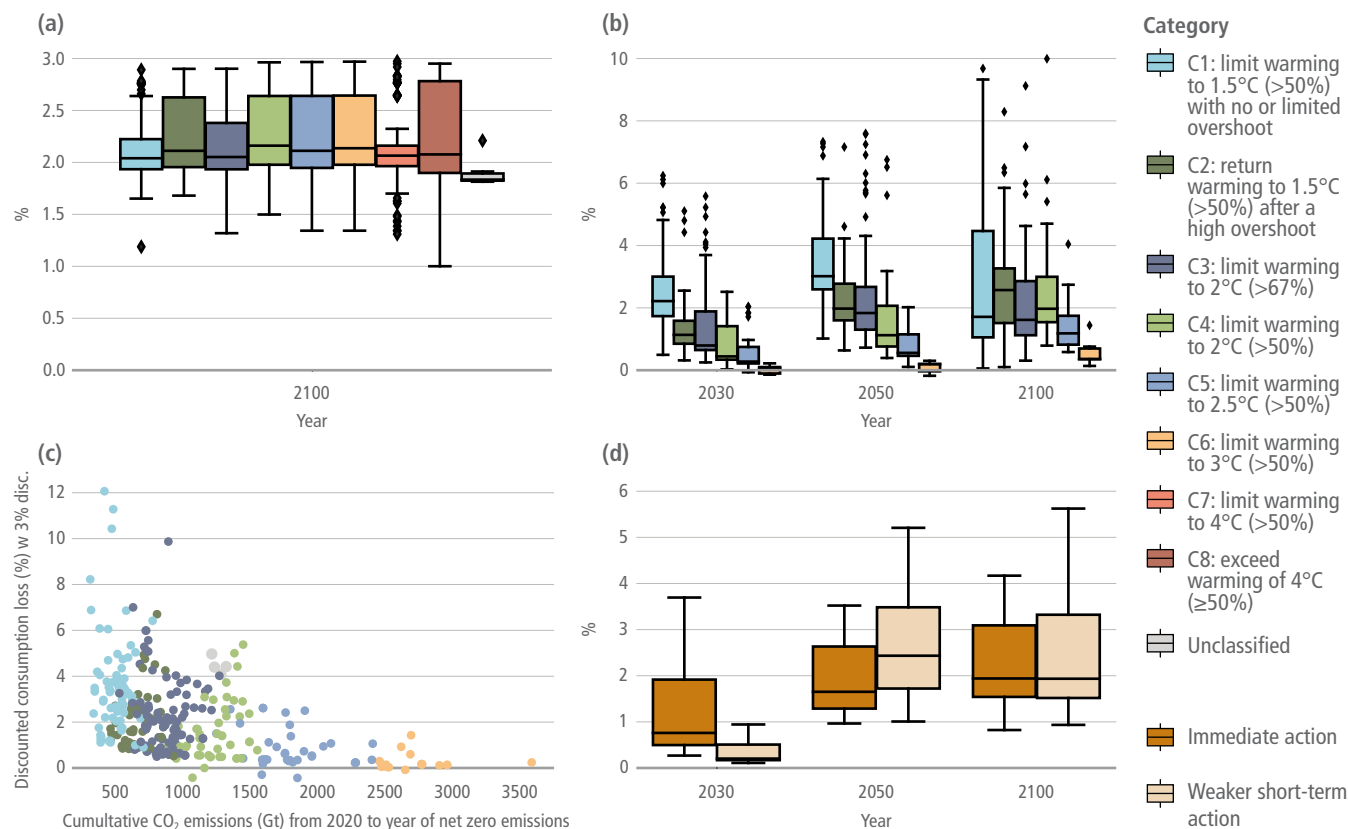 (a)
3.0
2.5
2.0
1.5
1.0
0.5
0.0
%
2100
Year
(b)
10
8
6
4
2
0
%
2030
2050
2100
Year
(c)
12
10
8
6
4
2
0
Discounted consumption loss (%) w 3% disc.
500
1000
1500
2000
2500
3000
3500
Cumultative CO₂ emissions (Gt) from 2020 to year of net zero emissions
(d)
6
5
4
3
2
1
0
%
2030
2050
2100
Year
Category
C1: limit warming
to 1.5°C (>50%)
with no or limited
overshoot
C2: return
warming to 1.5°C
(>50%) after a
high overshoot
C3: limit warming
to 2°C (>67%)
C4: limit warming
to 2°C (>50%)
C5: limit warming
to 2.5°C (>50%)
C6: limit warming
to 3°C (>50%)
C7: limit warming
to 4°C (>50%)
C8: exceed
warming of 4°C
(≥50%)
Unclassified
Immediate action
Weaker short-term
action